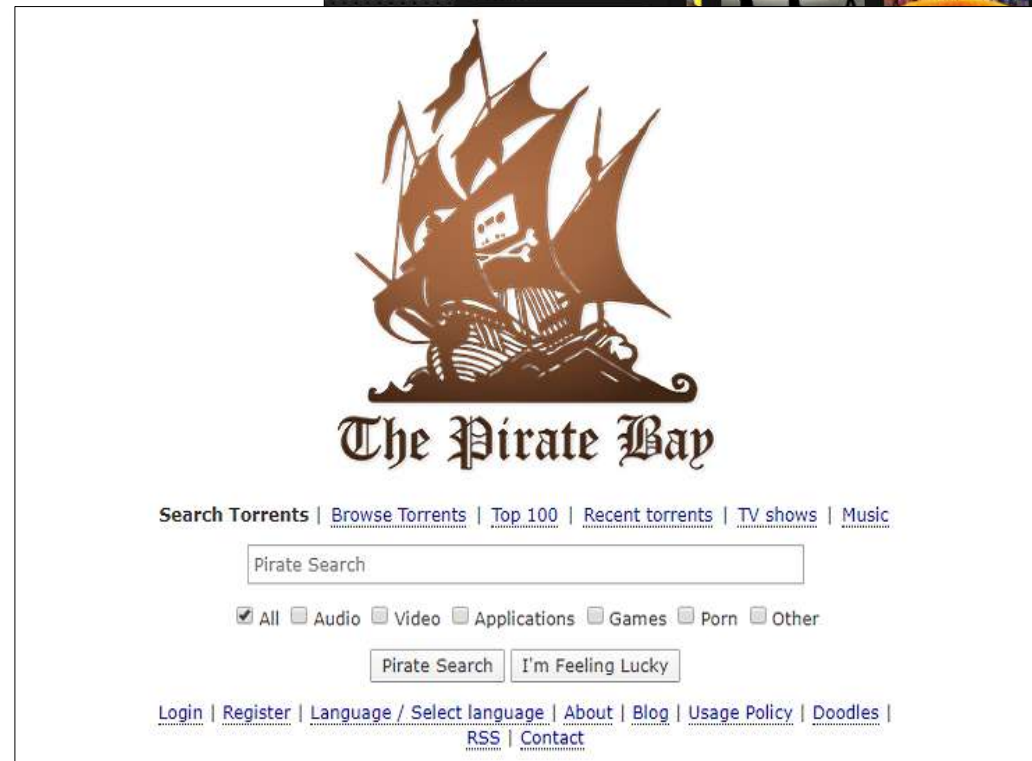 The Pirate Bay
Search Torrents | Browse Torrents | Top 100 | Recent torrents | TV shows | Music
Pirate Search
All Audio Video Applications Games Porn Other
Pirate Search I'm Feeling Lucky
Login | Register | Language / Select language | About | Blog | Usage Policy | Doodles |
RSS | Contact